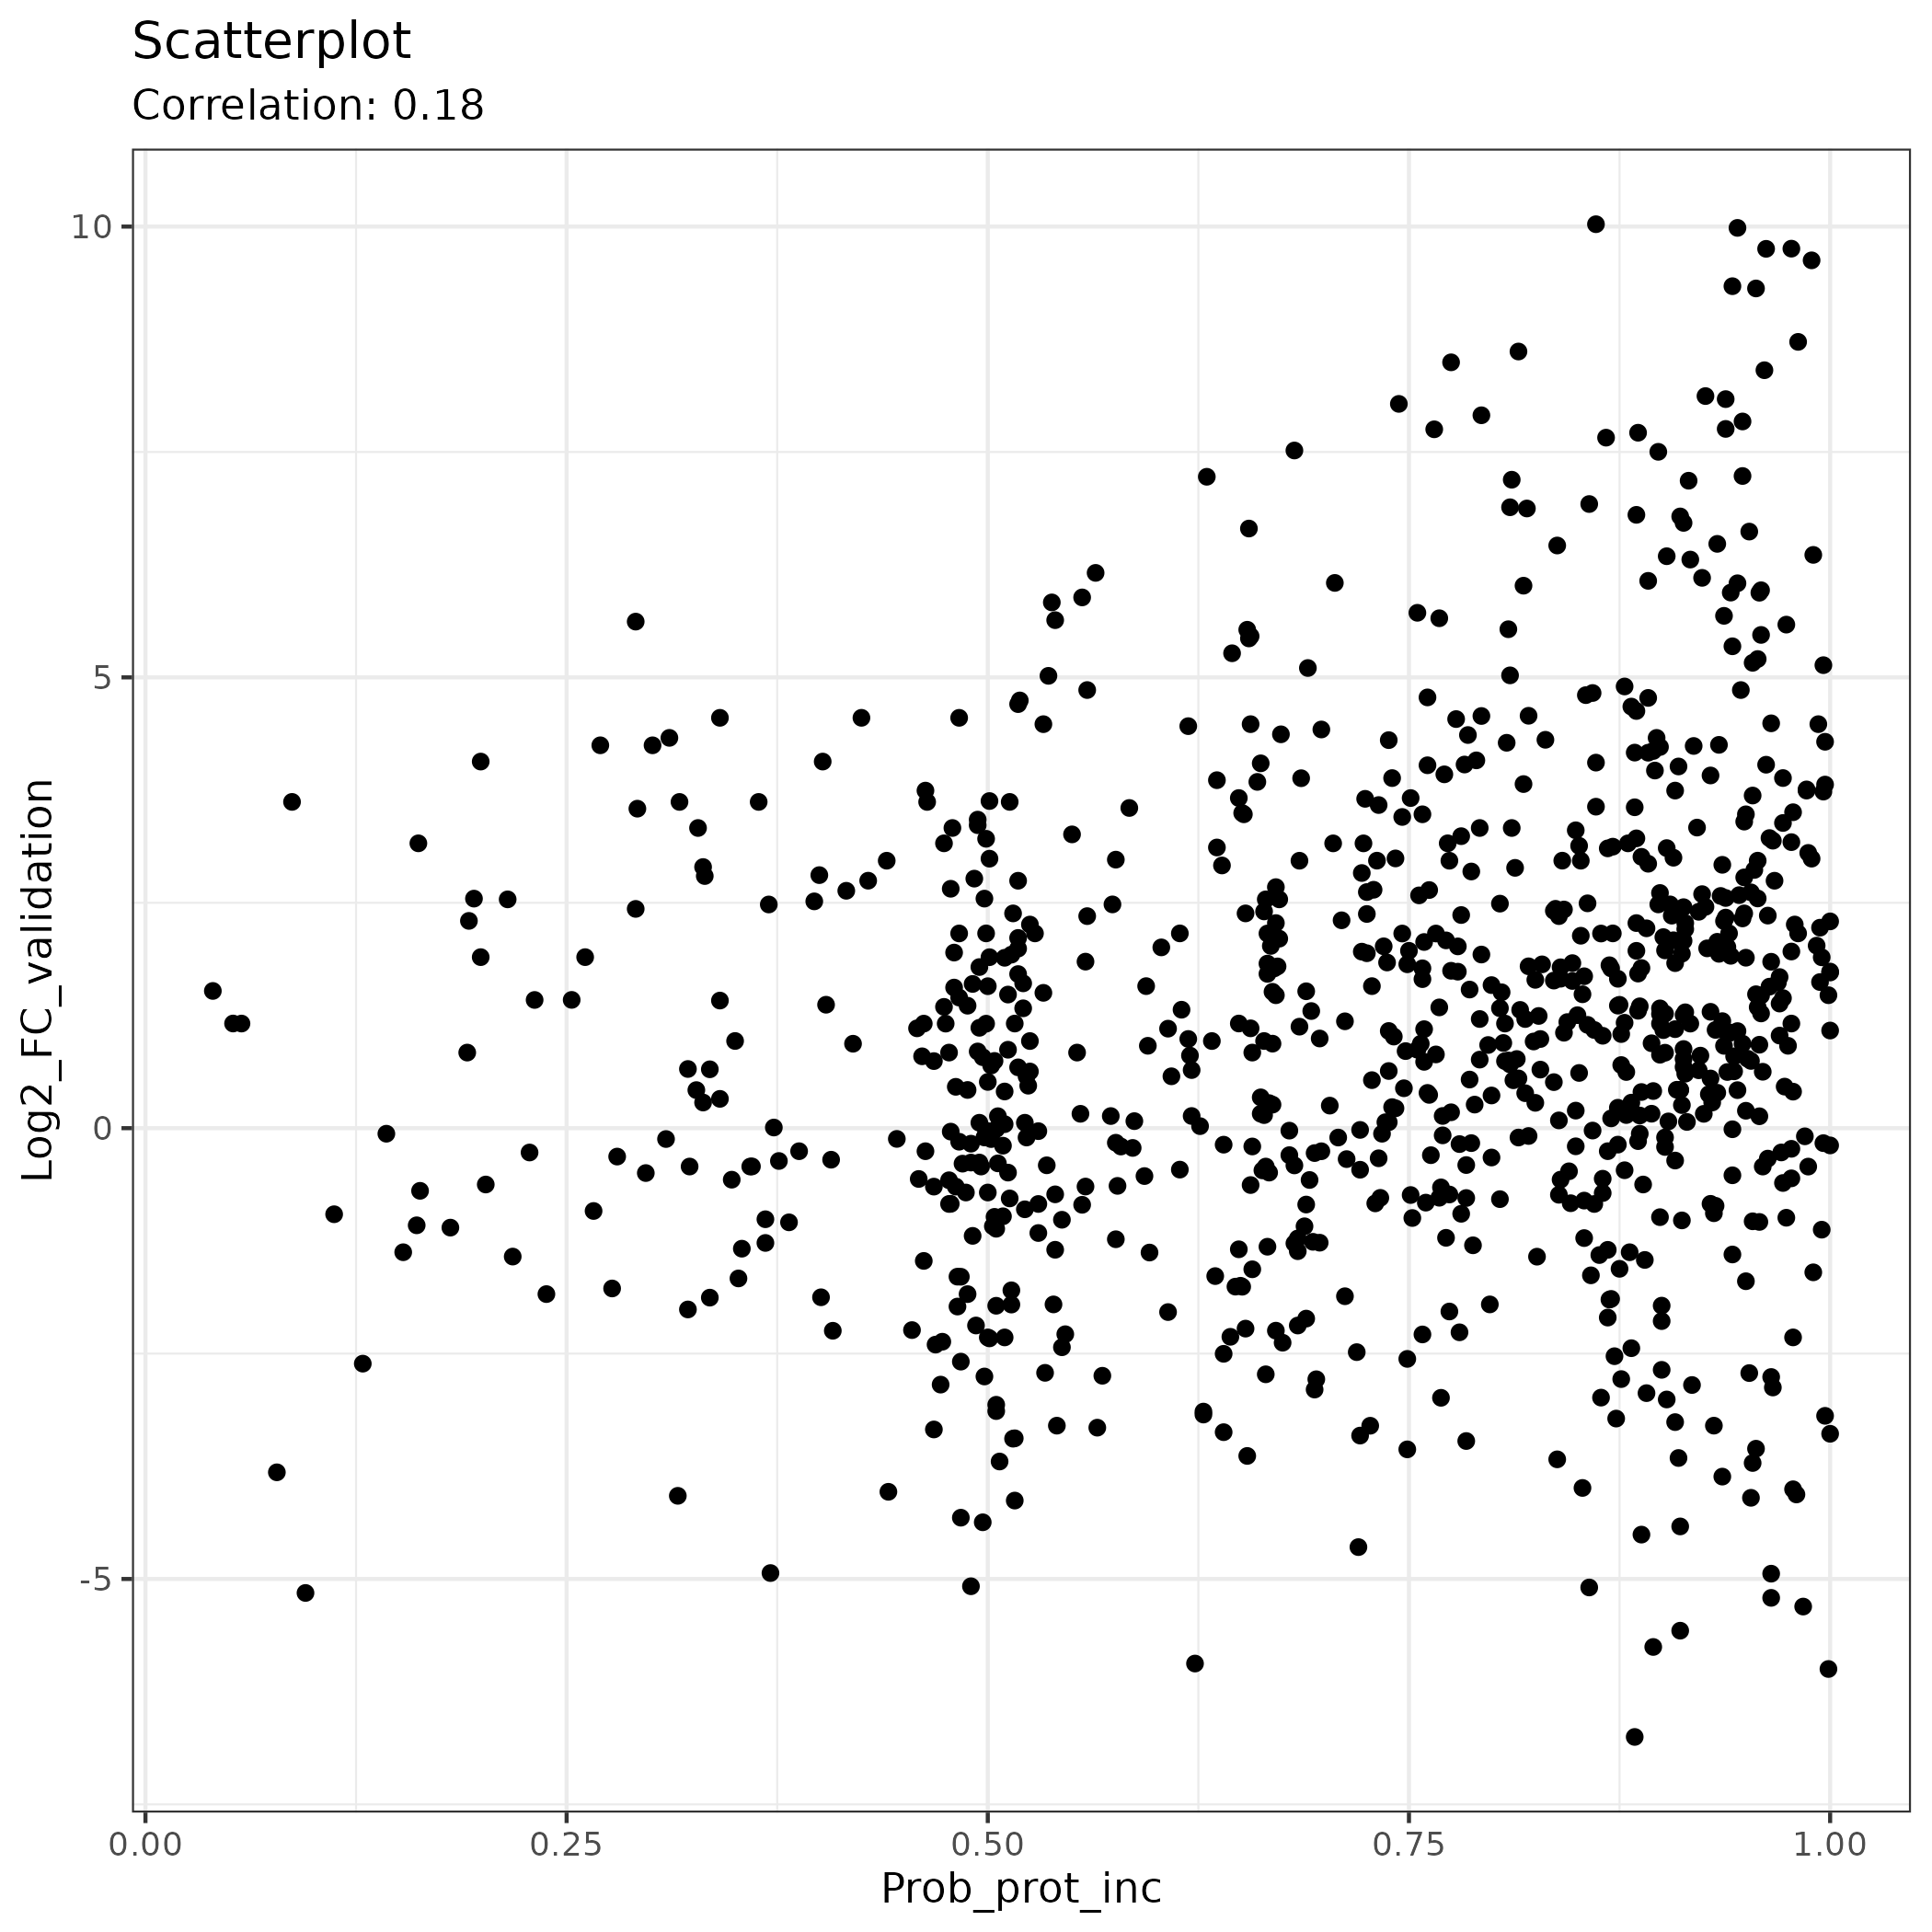 Scatterplot
Correlation: 0.18
10
5
0
-5
Log2_FC_validation
0.00 0.25 0.50 0.75 1.00
Prob_prot_inc